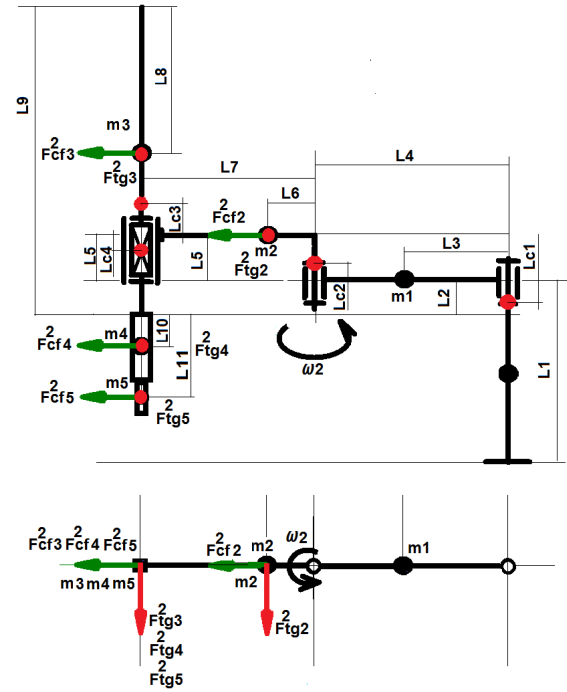 L9
L8
m3
2
Fcf3
2
Ftg3
L7
L4
Lc3
2
Fcf2
L6
L5
Lc4
L5
m2
2
Ftg2
Lc2
L3
m1
L2
Lc1
ω2
L1
m4
2
Fcf4
L10
2
Ftg4
L11
m5
2
Fcf5
2
Ftg5
2 2 2
Fcf3 Fcf4 Fcf5
m3 m4 m5
2
Fcf2
m2
m2
ω2
m1
2
Ftg3
2
Ftg4
2
Ftg5
2
Ftg2